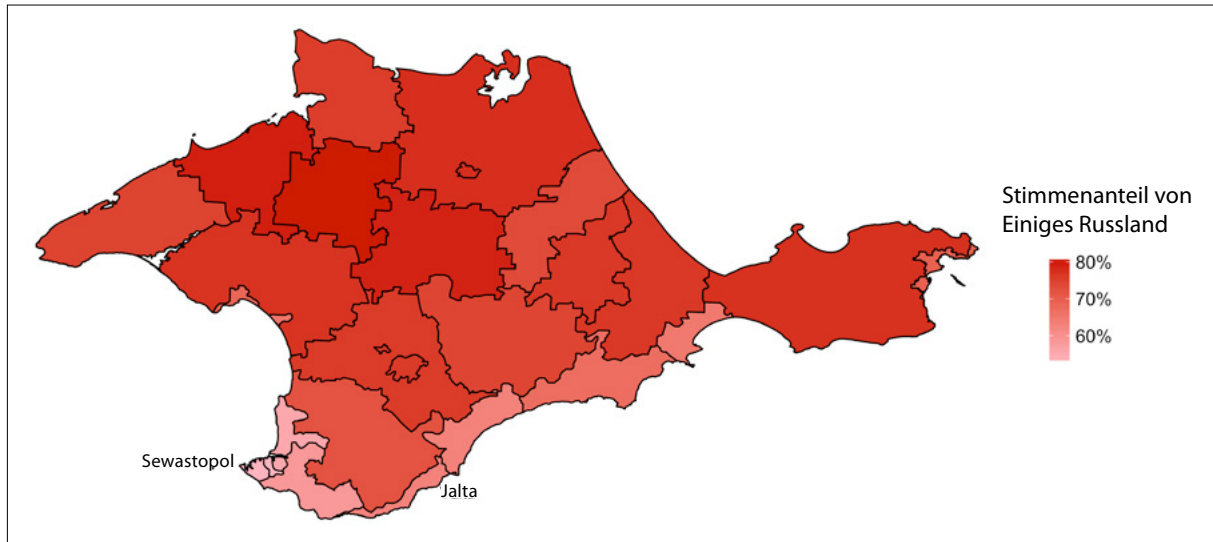 Stimmenanteil von
Einiges Russland
80%
70%
60%
Sewastopol
Jalta